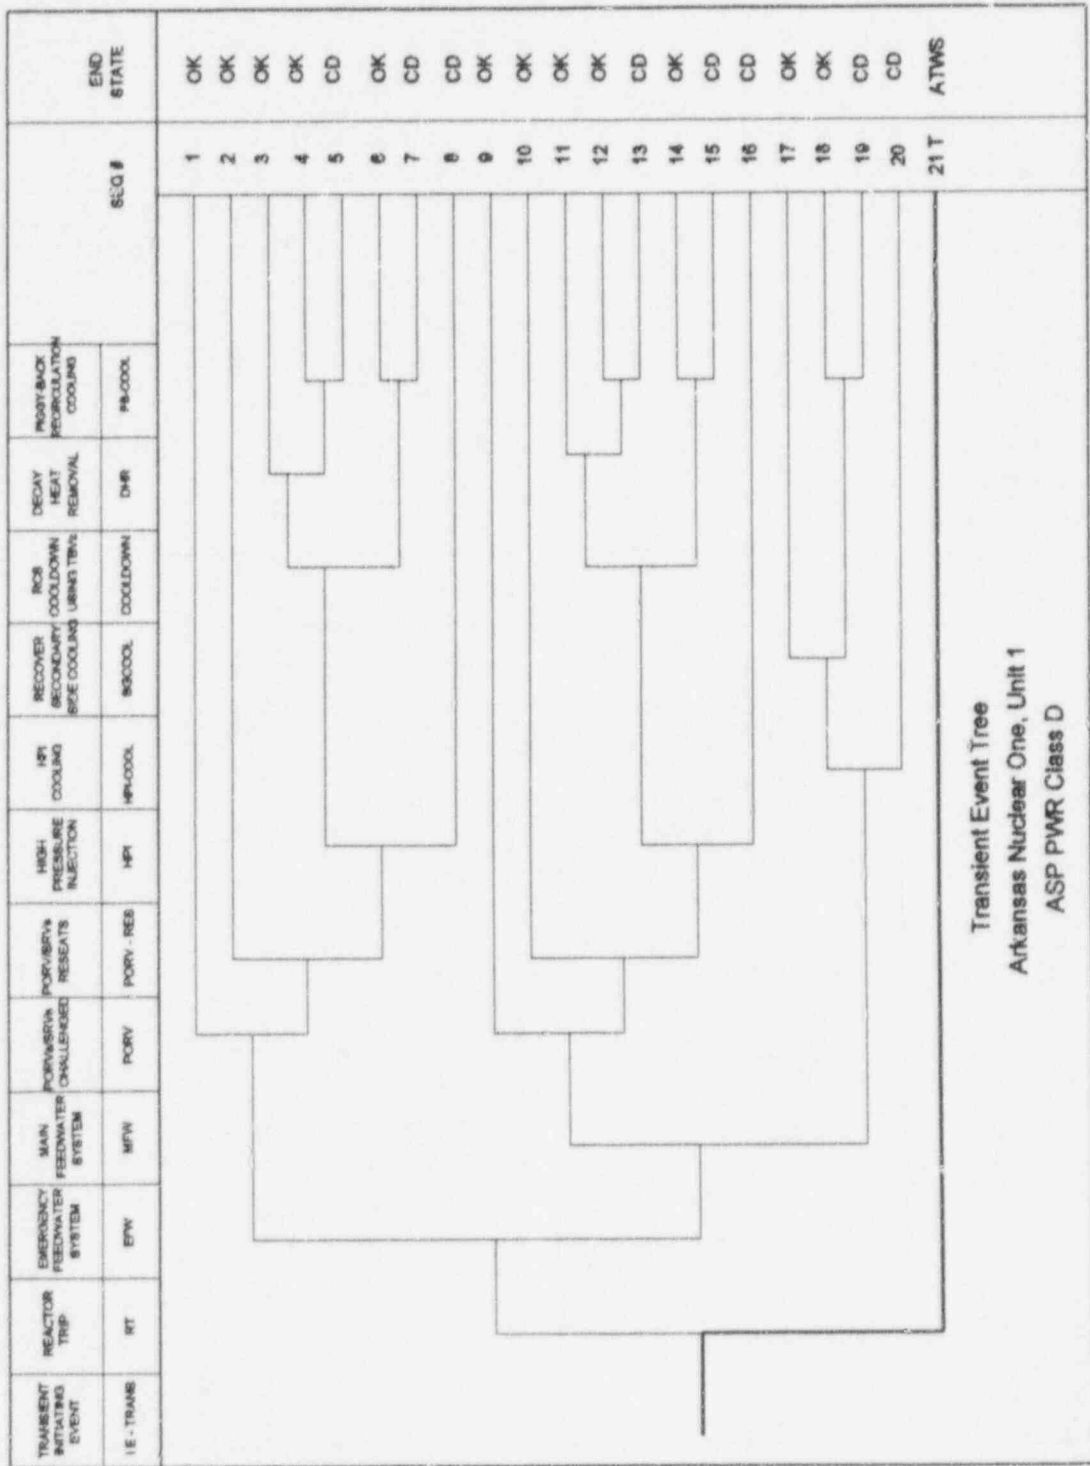 TRANSIENT
INITIATING
EVENT
REACTOR
TRIP
EMERGENCY
FEEDWATER
SYSTEM
MAIN
FEEDWATER
SYSTEM
PORVs/SRVs
CHALLENGED
PORV/SRVs
RESEATS
HIGH
PRESSURE
INJECTION
HPI
COOLING
RECOVER
SECONDARY
SIDE COOLING
RCS
COOLDOWN
USING TBVs
DECAY
HEAT
REMOVAL
PIGGY-BACK
RECIRCULATION
COOLING
SEQ #
END
STATE
IE - TRANS
RT
EFW
MFW
PORV
PORV - RES
HPI
HPI-COOL
SGCOOL
COOLDOWN
DHR
PB-COOL
1 OK
2 OK
3 OK
4 OK
5 CD
6 OK
7 CD
8 CD
9 OK
10 OK
11 OK
12 OK
13 CD
14 OK
15 CD
16 CD
17 OK
18 OK
19 CD
20 CD
21 T ATWS
Transient Event Tree
Arkansas Nuclear One, Unit 1
ASP PWR Class D